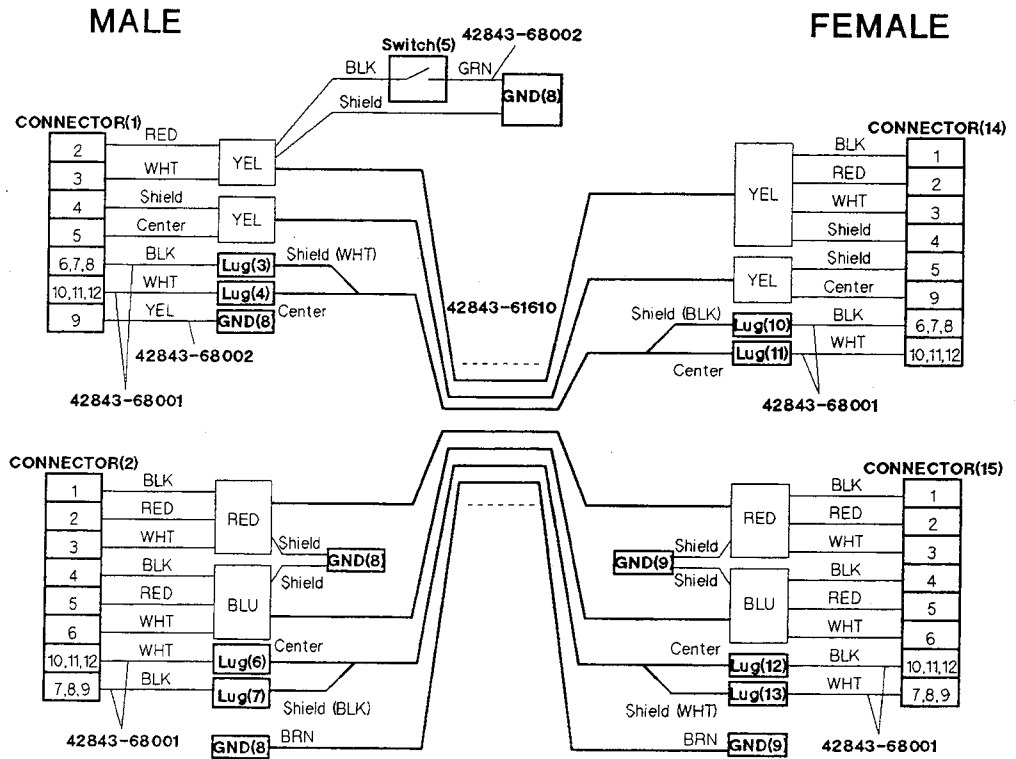 MALE
FEMALE
42843-68002
Switch(5)
BLK
GRN
GND(8)
Shield
CONNECTOR(1)
RED
2
YEL
WHT
3
Shield
4
YEL
Center
5
BLK
6,7,8
Lug(3)
Shield (WHT)
WHT
10,11,12
Lug(4)
Center
YEL
9
GND(8)
42843-68002
42843-68001
42843-61610
CONNECTOR(14)
BLK
1
RED
2
YEL
WHT
3
Shield
4
Shield
5
YEL
Center
9
Shield (BLK)
Lug(10)
BLK
6,7,8
WHT
Lug(11)
10,11,12
Center
42843-68001
CONNECTOR(2)
BLK
1
RED
2
RED
WHT
3
Shield
GND(8)
BLK
4
Shield
RED
5
BLU
WHT
6
WHT
Center
10,11,12
Lug(6)
BLK
7,8,9
Lug(7)
Shield (BLK)
42843-68001
GND(8
BRN
CONNECTOR(15)
BLK
1
RED
RED
2
WHT
3
Shield
GND(9)
BLK
4
Shield
RED
5
BLU
WHT
6
Center
Lug(12)
BLK
10,11,12
WHT
Lug(13)
7,8,9
Shield (WHT)
BRN
GND(9)
42843-68001